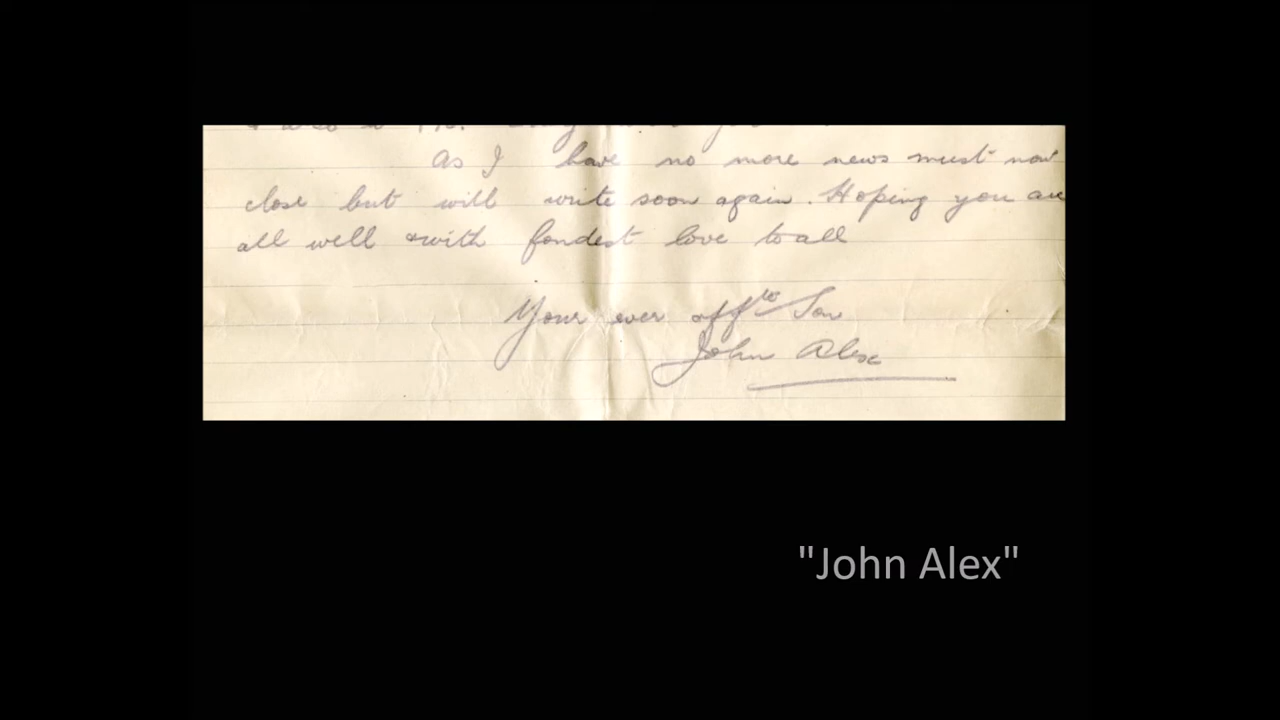 As I have no more news must now
close but will write soon again. Hoping you are
all well & with fondest love to all
Your ever affte Son
John Alex
"John Alex"